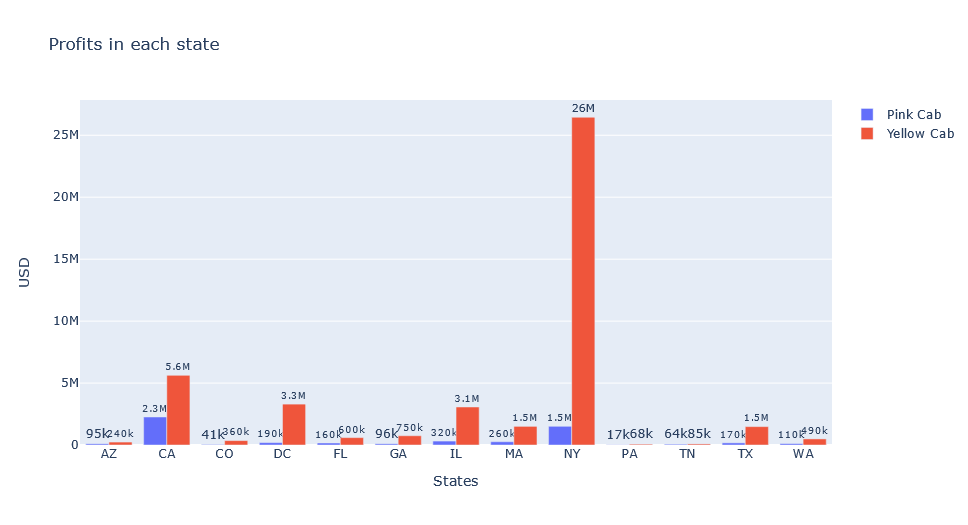 Profits in each state
Pink Cab
Yellow Cab
USD
25M
20M
15M
10M
5M
0
95k 240k 2.3M 5.6M 41k 360k 190k 3.3M 160k 600k 96k 750k 320k 3.1M 260k 1.5M 1.5M 26M 17k 68k 64k 85k 170k 1.5M 110k 490k
AZ CA CO DC FL GA IL MA NY PA TN TX WA
States